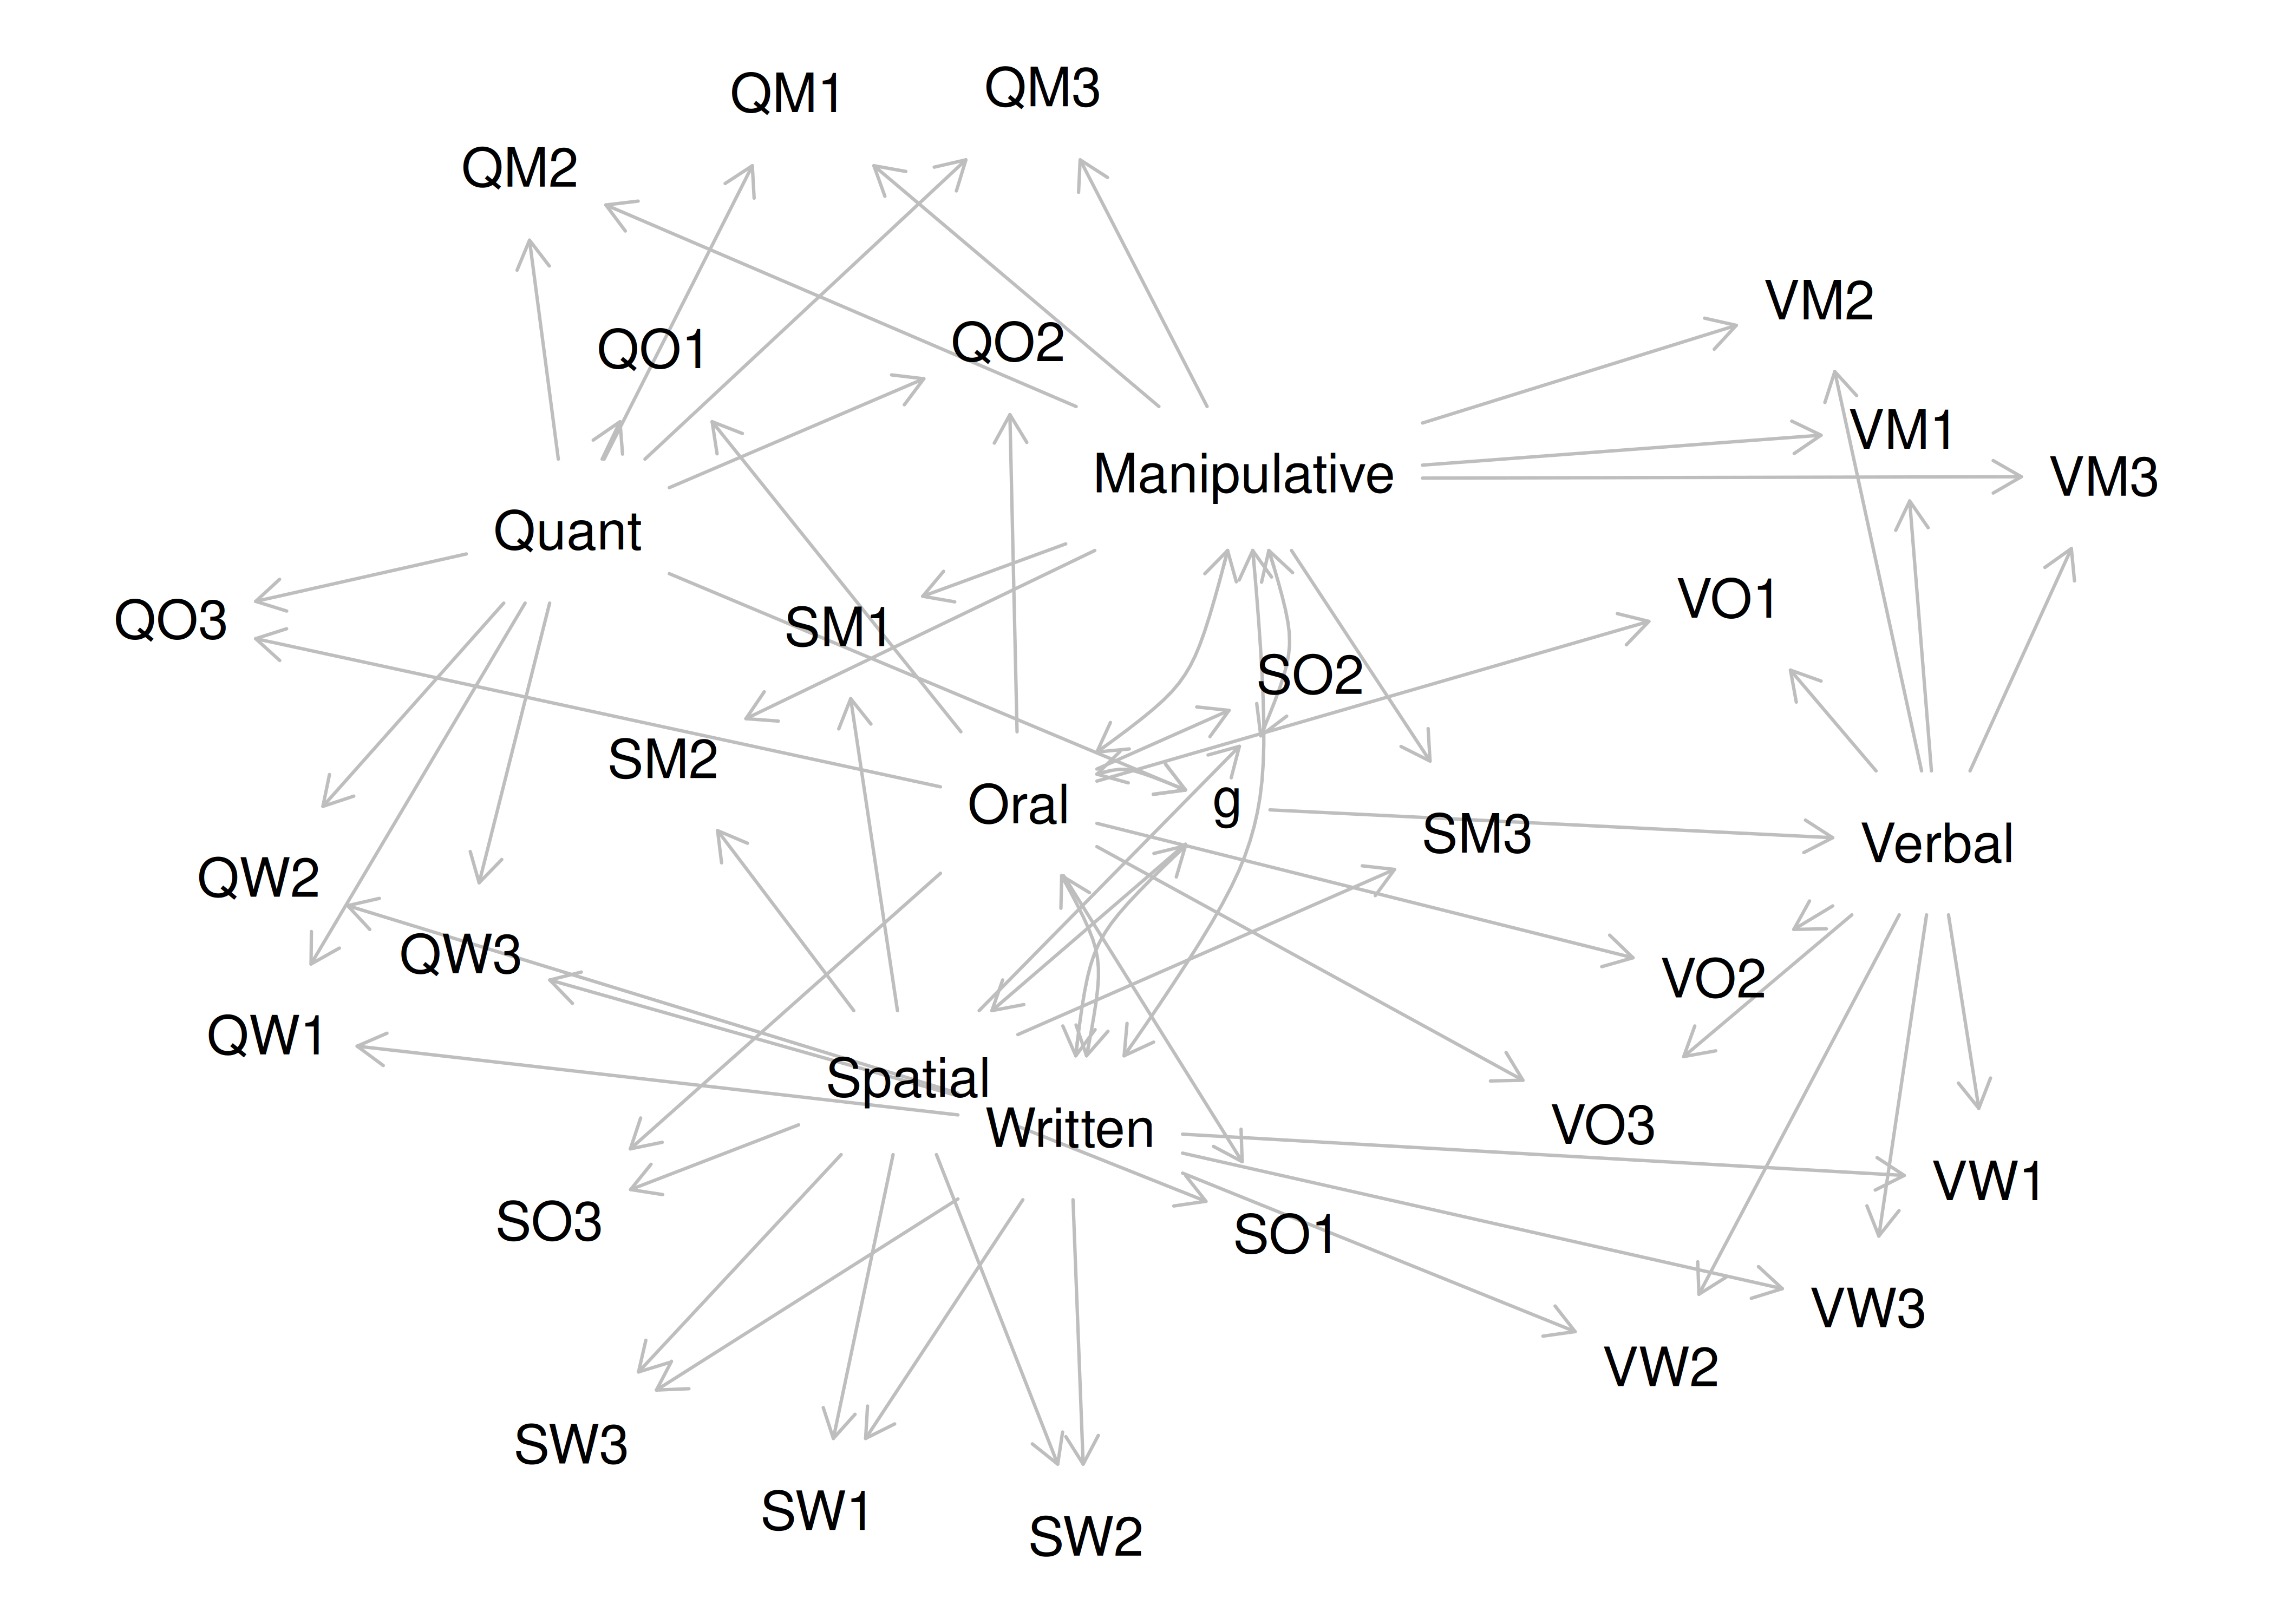 QM1
QM3
QM2
VM2
QO1
QO2
VM1
Manipulative
VM3
Quant
VO1
QO3
SM1
SO2
SM2
Oral
g
SM3
Verbal
QW2
QW3
VO2
QW1
Spatial
Written
VO3
VW1
SO3
SO1
VW3
VW2
SW3
SW1
SW2